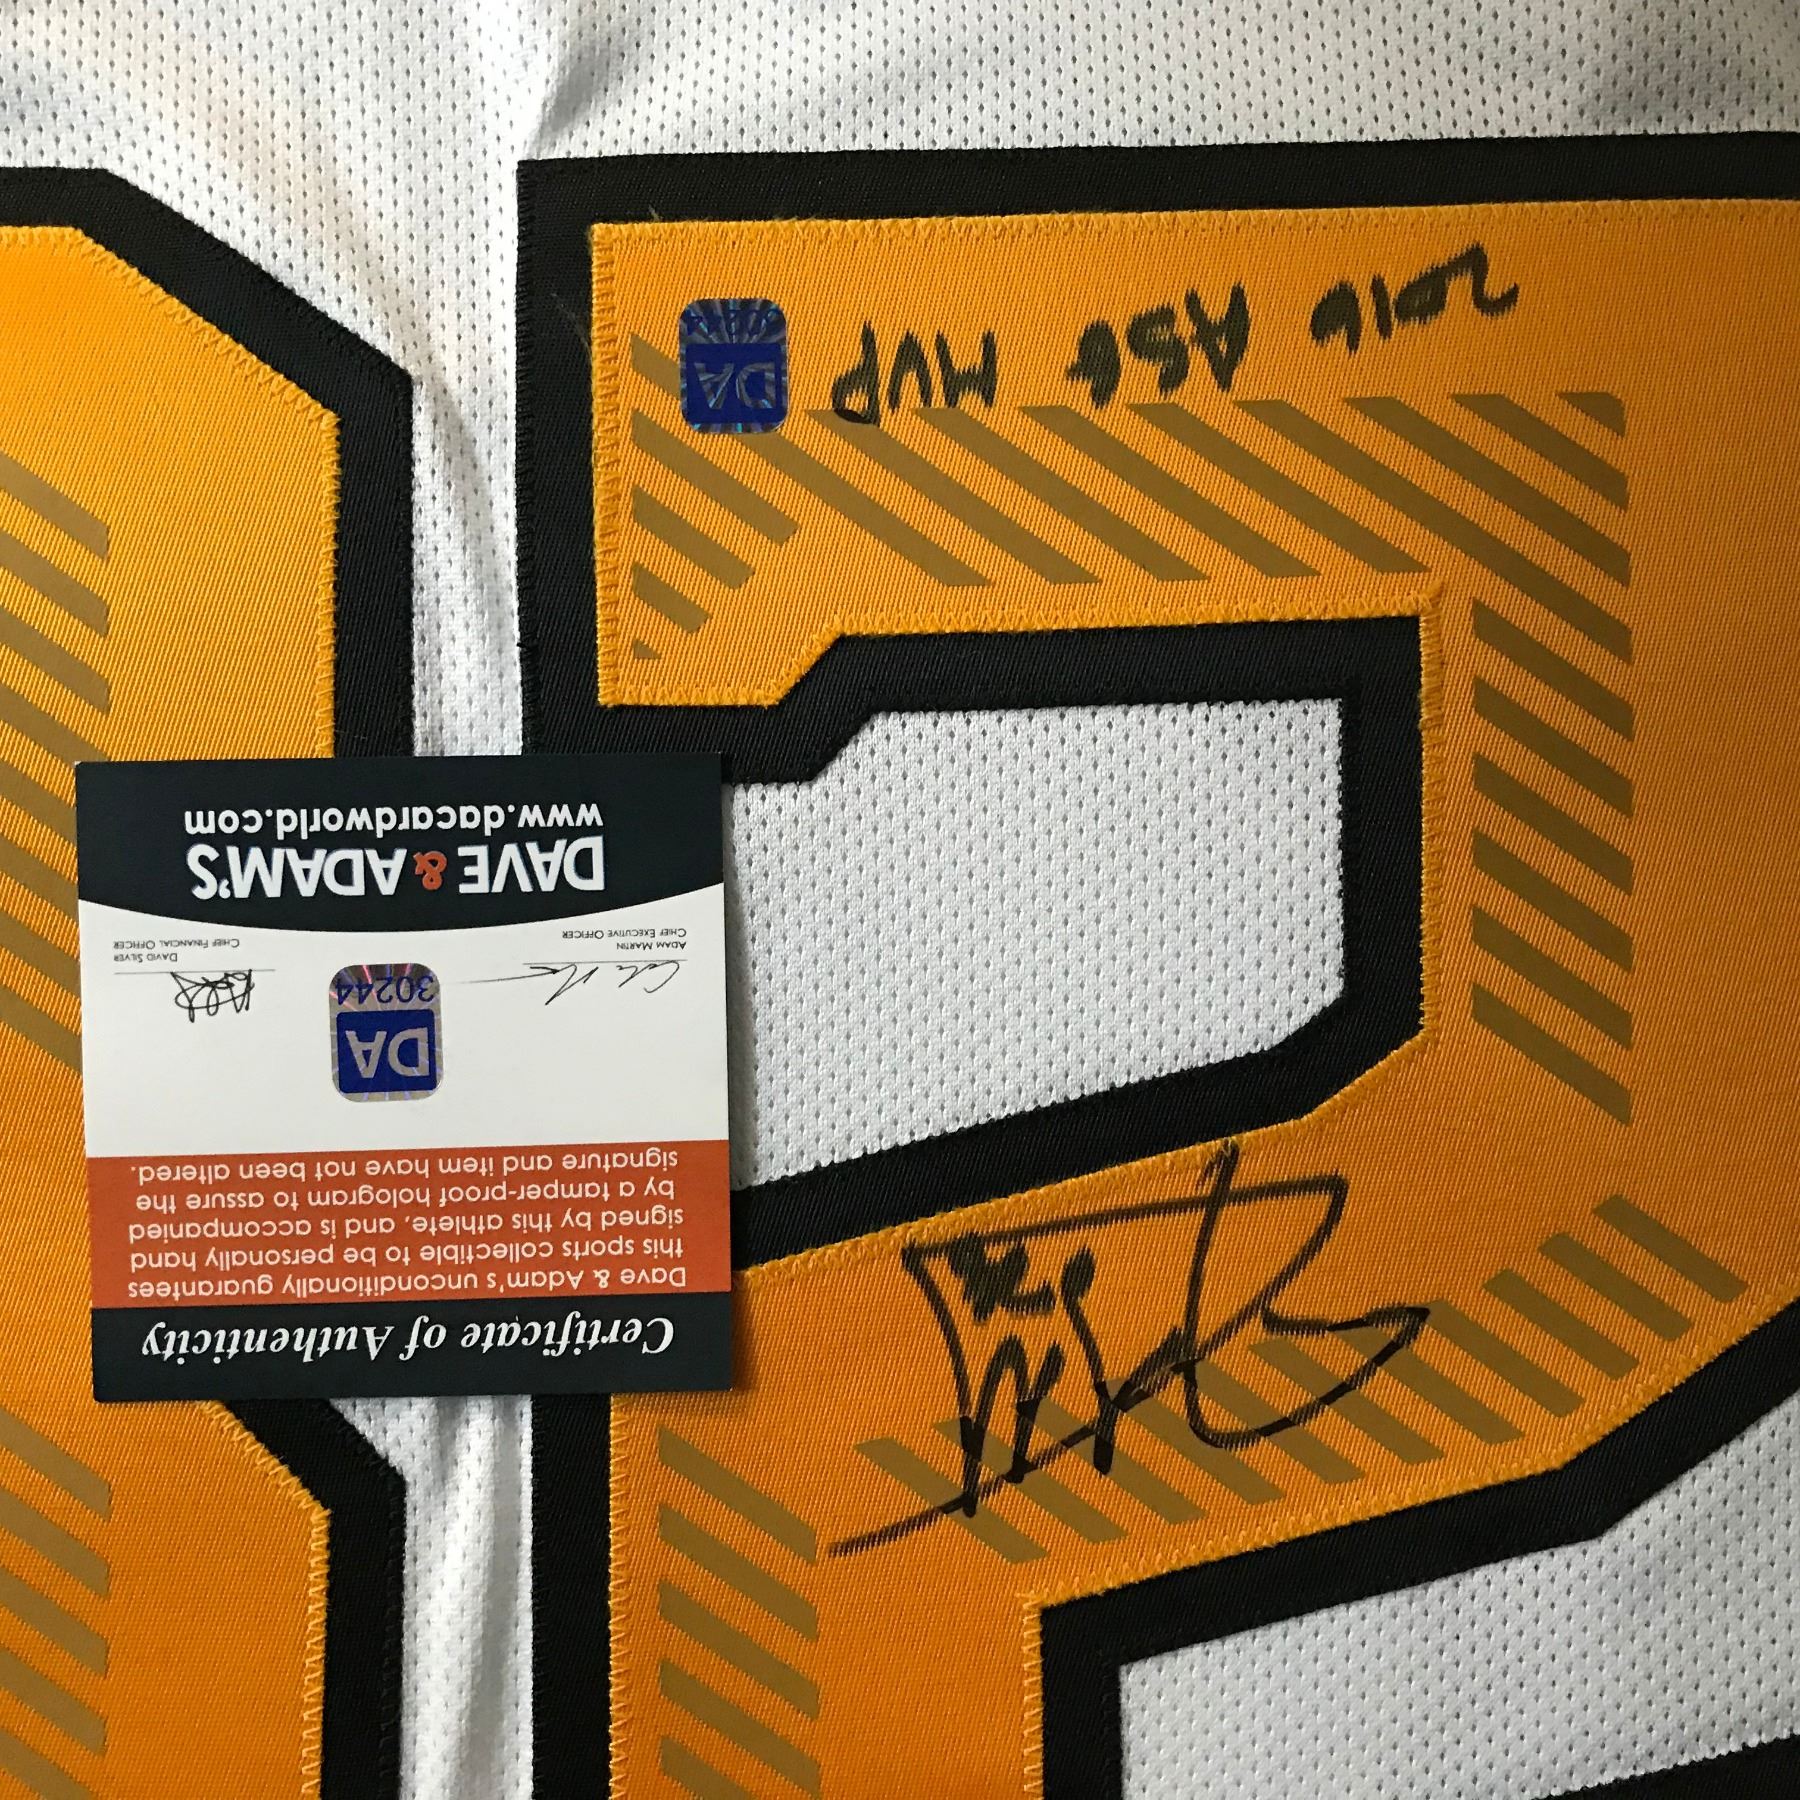 Certificate of Authenticity
Dave & Adam's unconditionally guarantees
this sports collectible to be personally hand
signed by this athlete, and is accompanied
by a tamper-proof hologram to assure the
signature and item have not been altered.
DA
30244
ADAM MARTIN
CHIEF EXECUTIVE OFFICER
DAVID SILVER
CHIEF FINANCIAL OFFICER
DAVE & ADAM'S
www.dacardworld.com
2016 ASG MVP
DA
30244